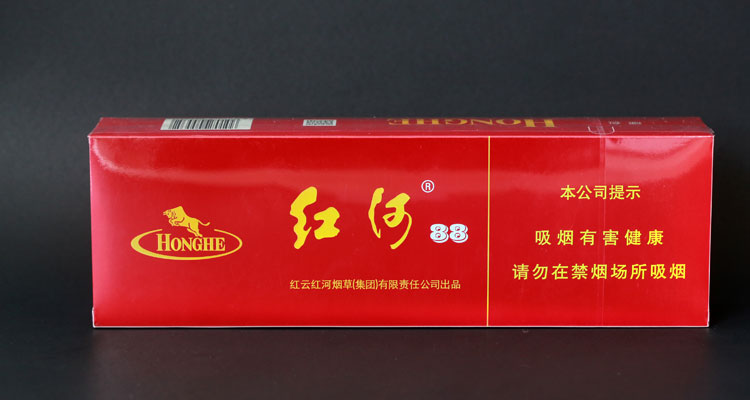 HONGHE
HONGHE
红河®
88
红云红河烟草(集团)有限责任公司出品
本公司提示
吸烟有害健康
请勿在禁烟场所吸烟